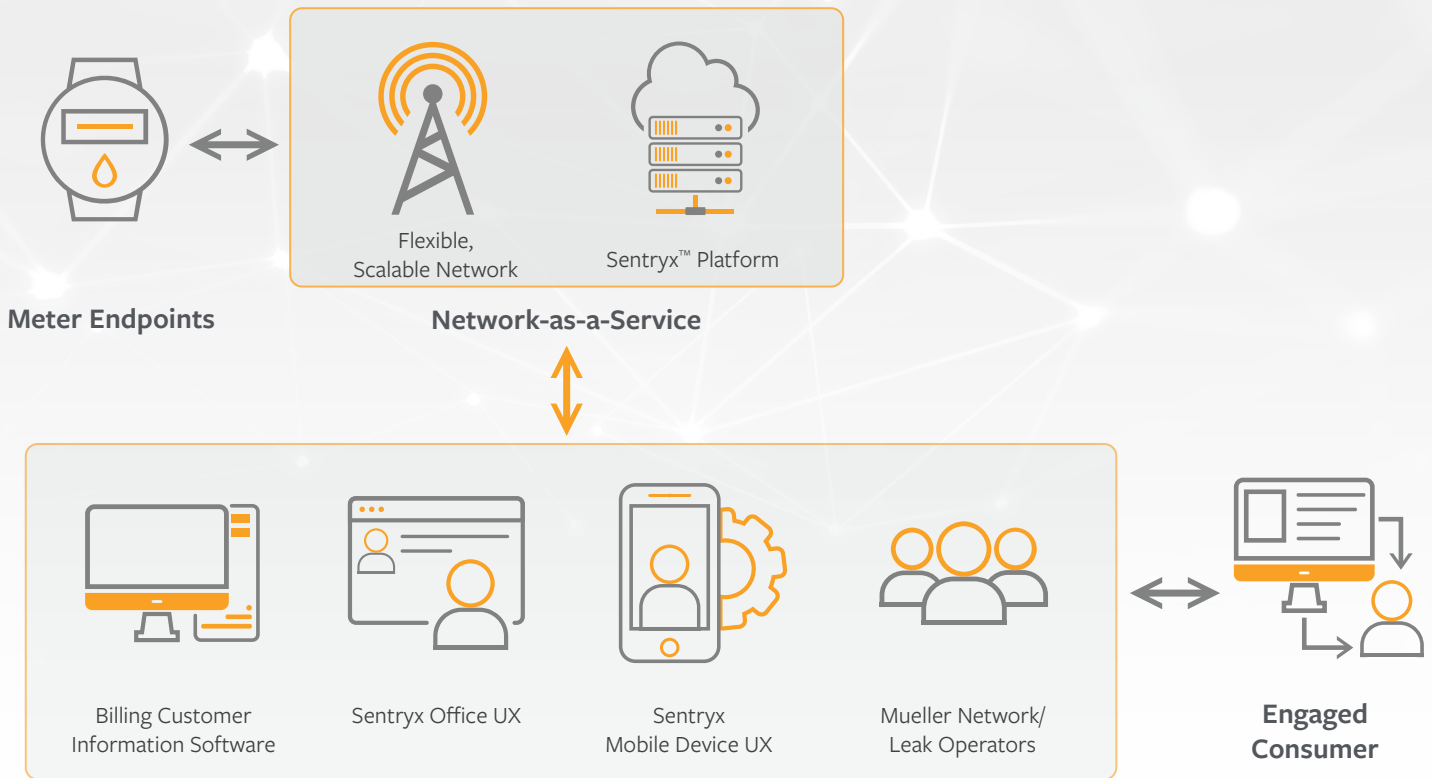 Flexible,
Scalable Network
Sentryx™ Platform
Meter Endpoints
Network-as-a-Service
Billing Customer
Information Software
Sentryx Office UX
Sentryx
Mobile Device UX
Mueller Network/
Leak Operators
Engaged
Consumer